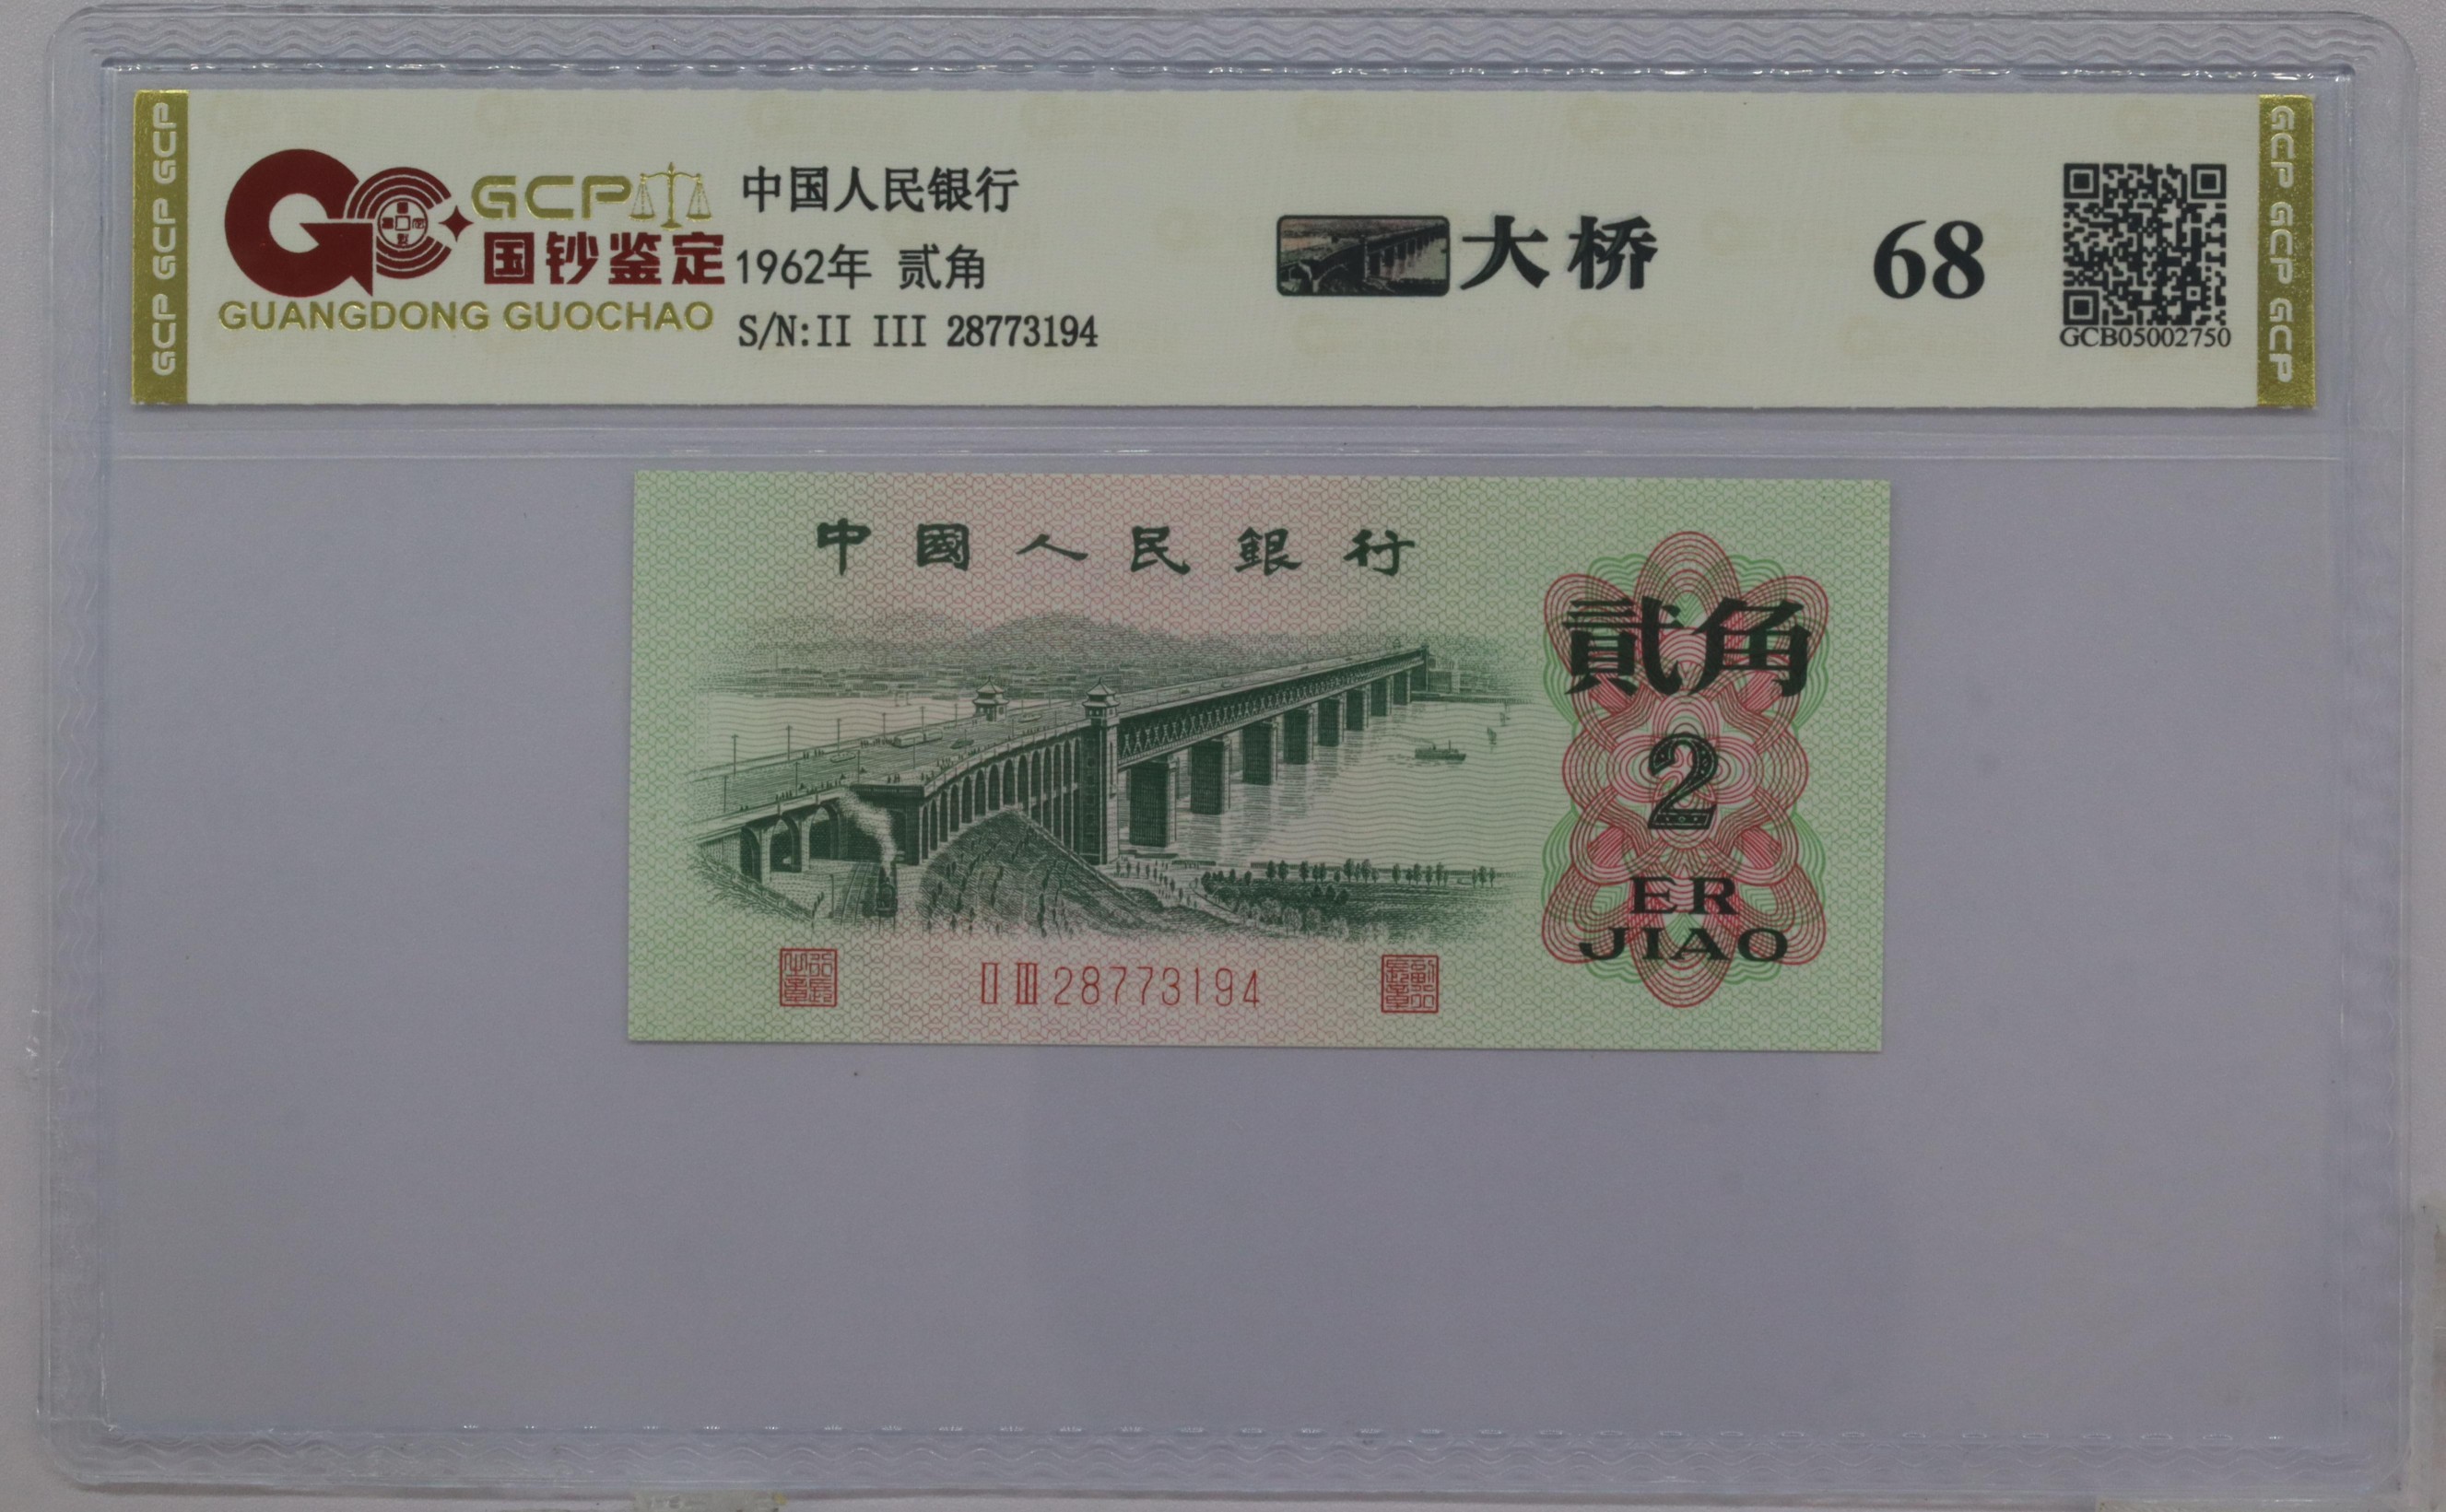 GCP GCP GCP
GCP
国钞鉴定
GUANGDONG GUOCHAO
中国人民银行
1962年 贰角
S/N:II III 28773194
大桥
68
GCB05002750
GCP GCP GCP
中國人民銀行
貳角
2
ER
JIAO
II III 28773194